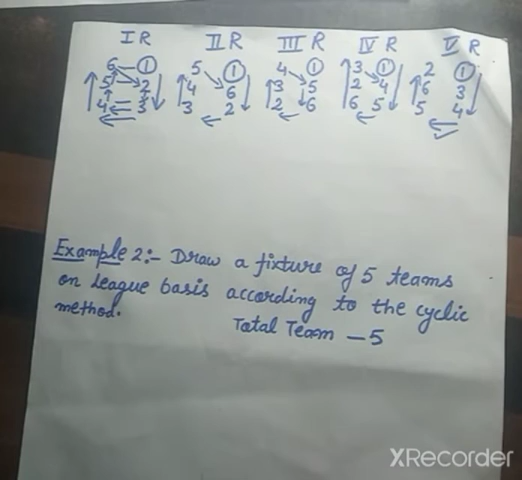 I R II R III R IV R V R
6 1 5 1 4 1 3 1 2 1
5 2 4 6 3 5 2 4 6 3
4 3 3 2 2 6 6 5 5 4
Example 2:- Draw a fixture of 5 teams
on league basis according to the cyclic
method.
Total Team - 5
XRecorder